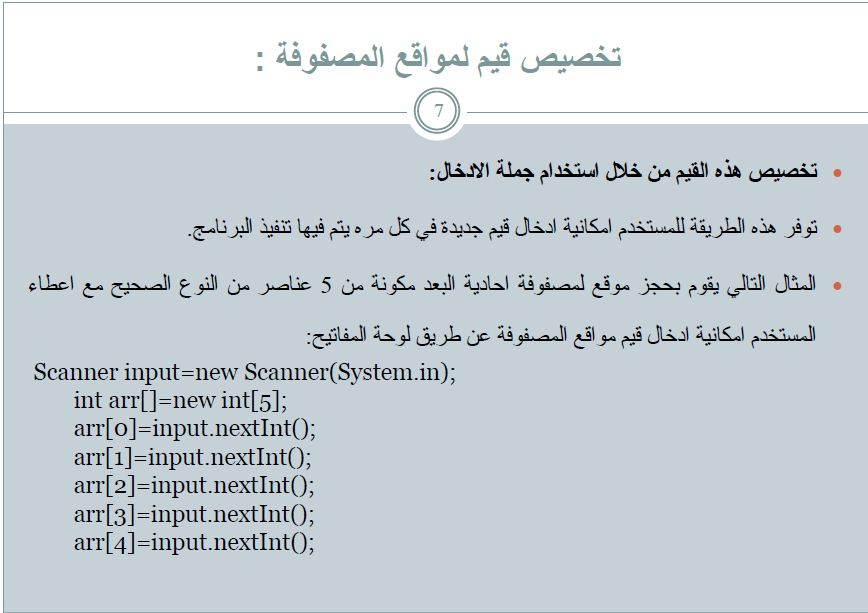 تخصيص قيم لمواقع المصفوفة :
7
• تخصيص هذه القيم من خلال استخدام جملة الادخال:
• توفر هذه الطريقة للمستخدم امكانية ادخال قيم جديدة في كل مره يتم فيها تنفيذ البرنامج.
• المثال التالي يقوم بحجز موقع لمصفوفة احادية البعد مكونة من 5 عناصر من النوع الصحيح مع اعطاء
المستخدم امكانية ادخال قيم مواقع المصفوفة عن طريق لوحة المفاتيح:
Scanner input=new Scanner(System.in);
int arr[]=new int[5];
arr[0]=input.nextInt();
arr[1]=input.nextInt();
arr[2]=input.nextInt();
arr[3]=input.nextInt();
arr[4]=input.nextInt();